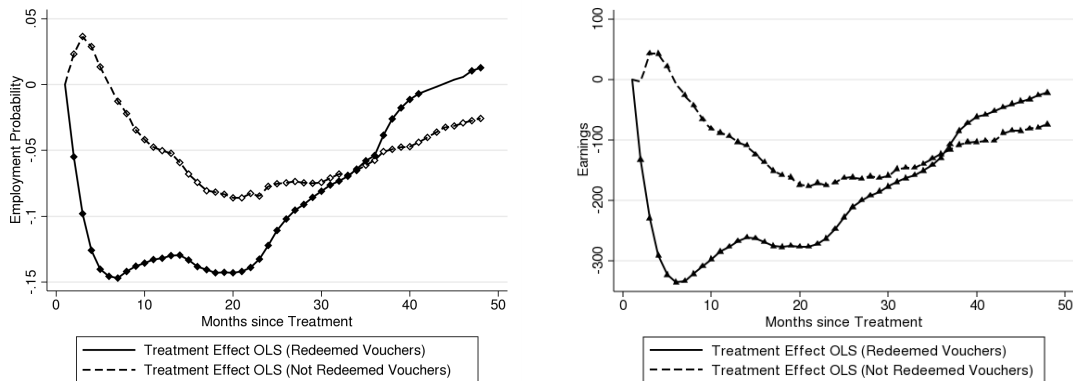 .05
0
-.05
-.1
-.15
Employment Probability
0 10 20 30 40 50
Months since Treatment
Treatment Effect OLS (Redeemed Vouchers)
Treatment Effect OLS (Not Redeemed Vouchers)
100
0
-100
-200
-300
Earnings
0 10 20 30 40 50
Months since Treatment
Treatment Effect OLS (Redeemed Vouchers)
Treatment Effect OLS (Not Redeemed Vouchers)